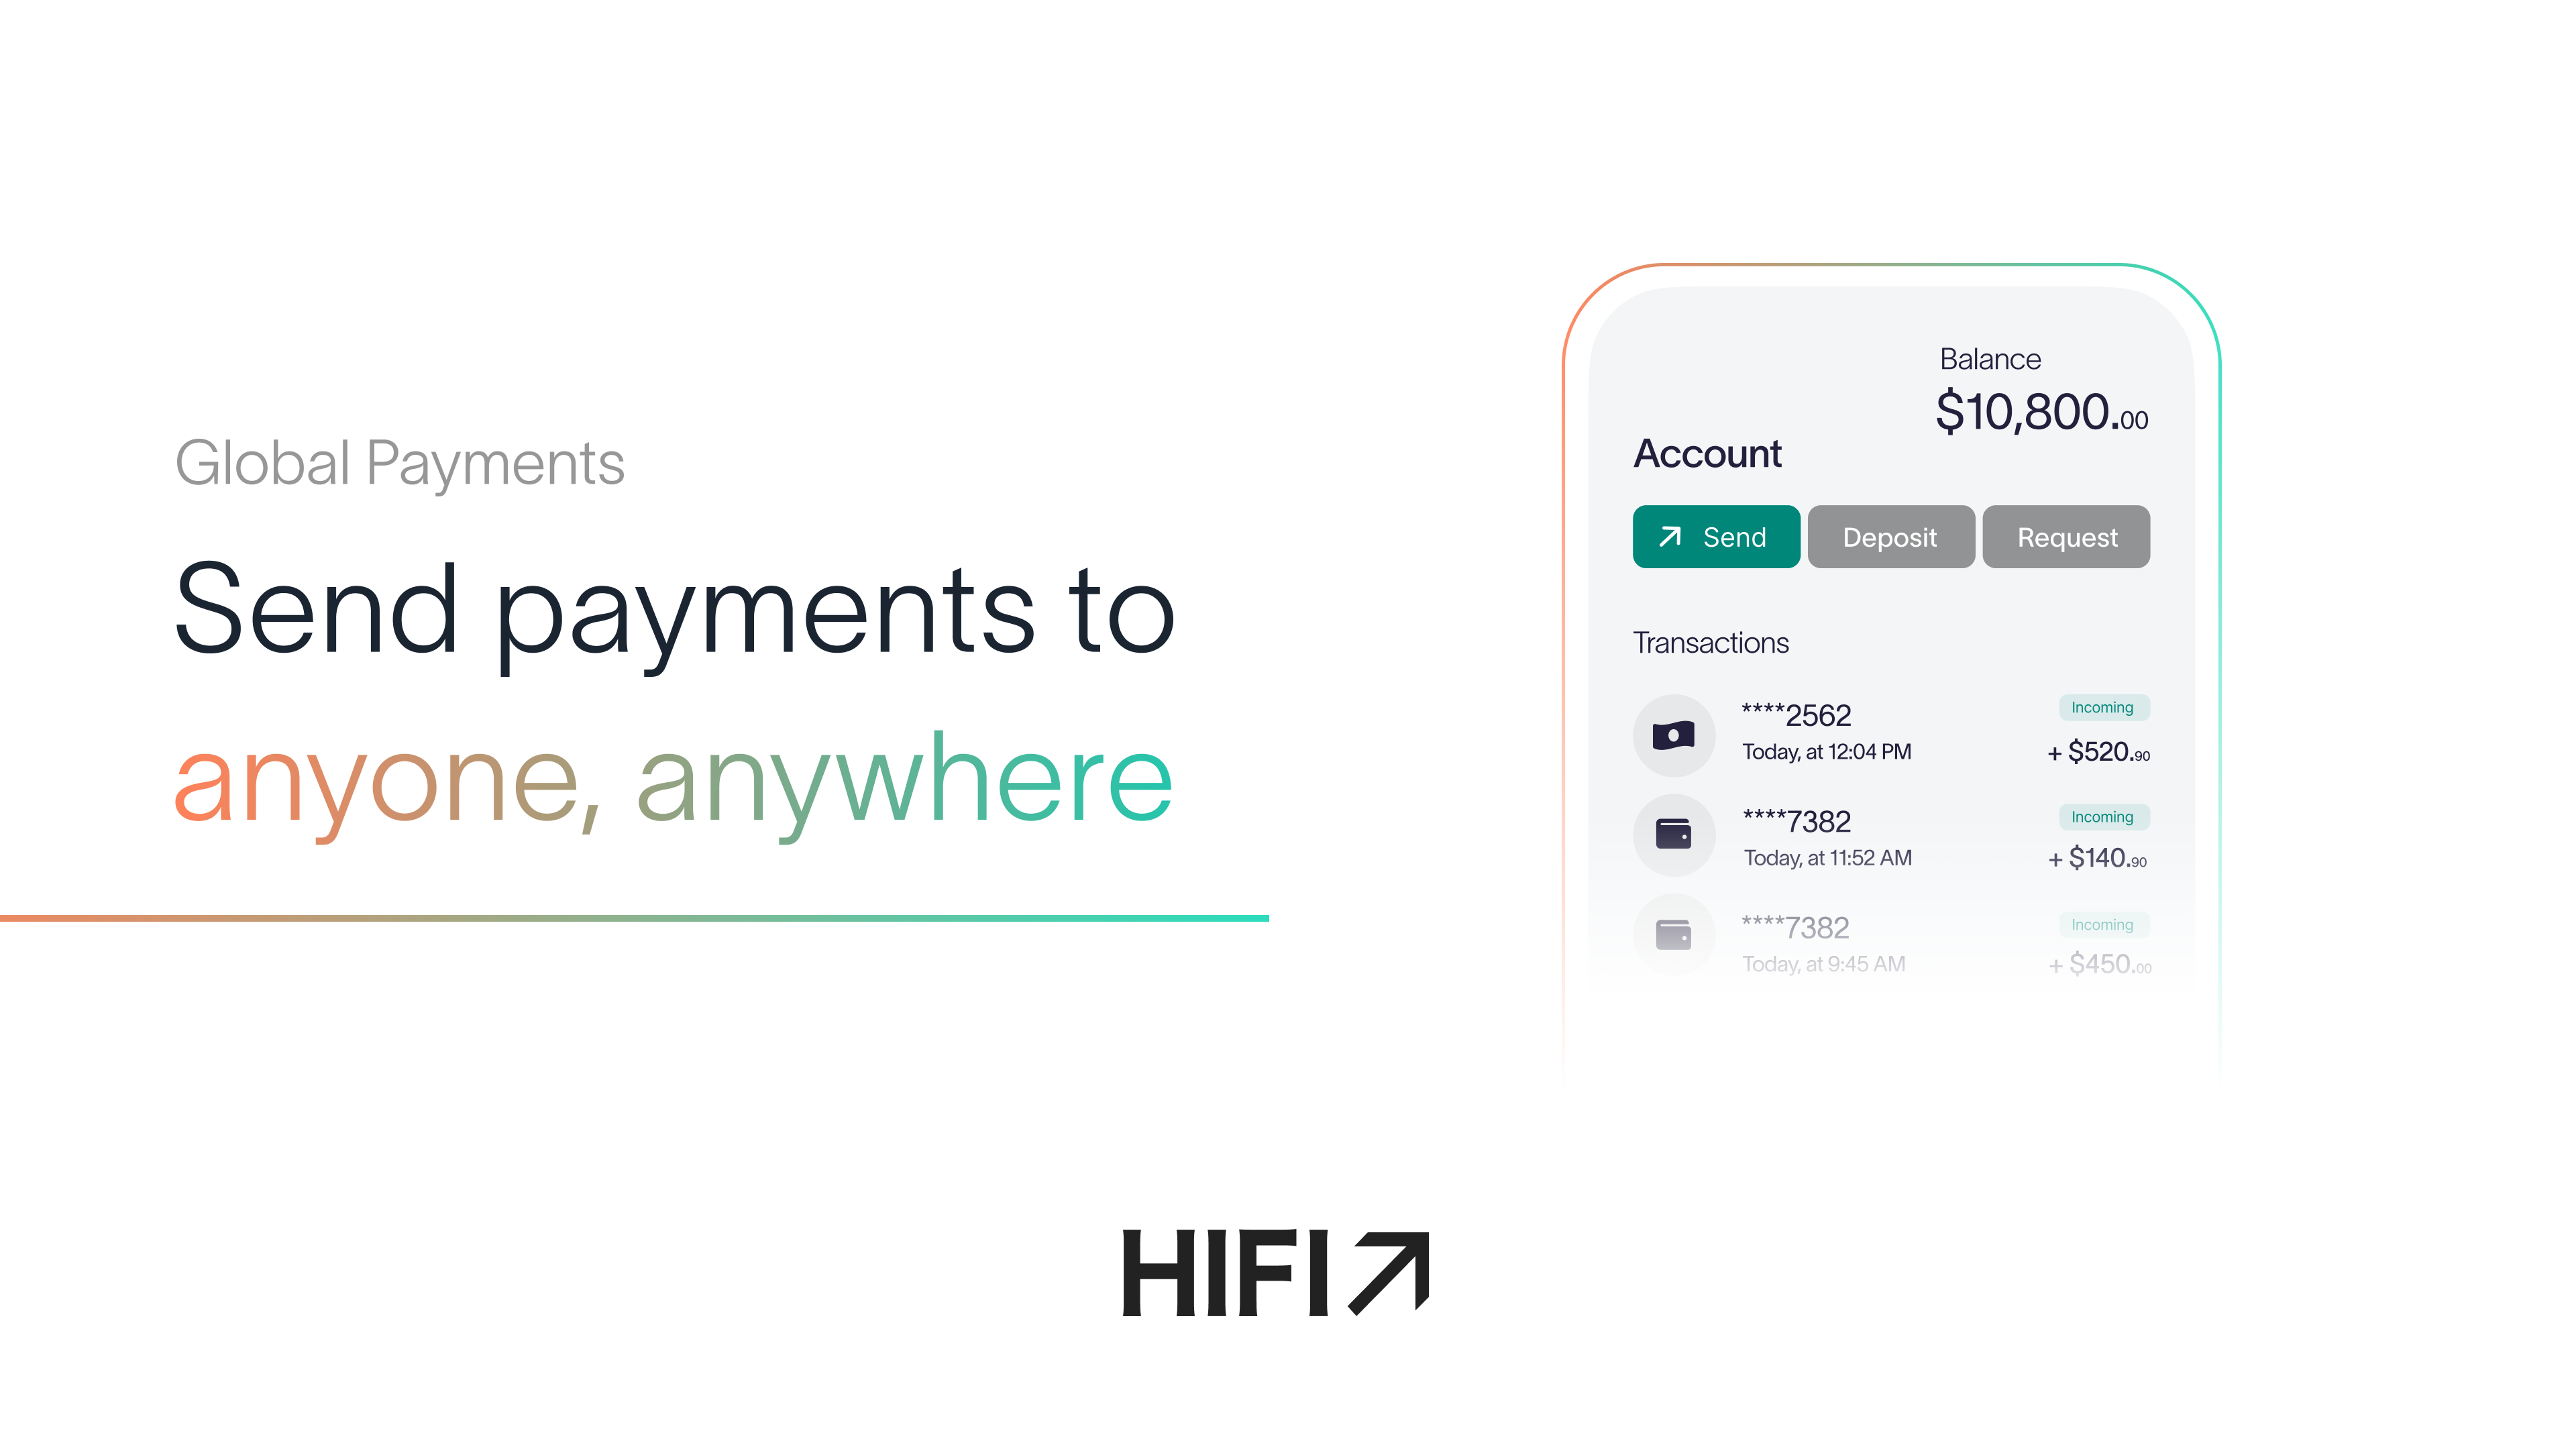 Global Payments
Send payments to
anyone, anywhere
Balance
$10,800.00
Account
Send
Deposit
Request
Transactions
****2562
Incoming
Today, at 12:04 PM
+ $520.90
****7382
Incoming
Today, at 11:52 AM
+ $140.90
****7382
Incoming
Today, at 9:45 AM
+ $450.00
HIFI